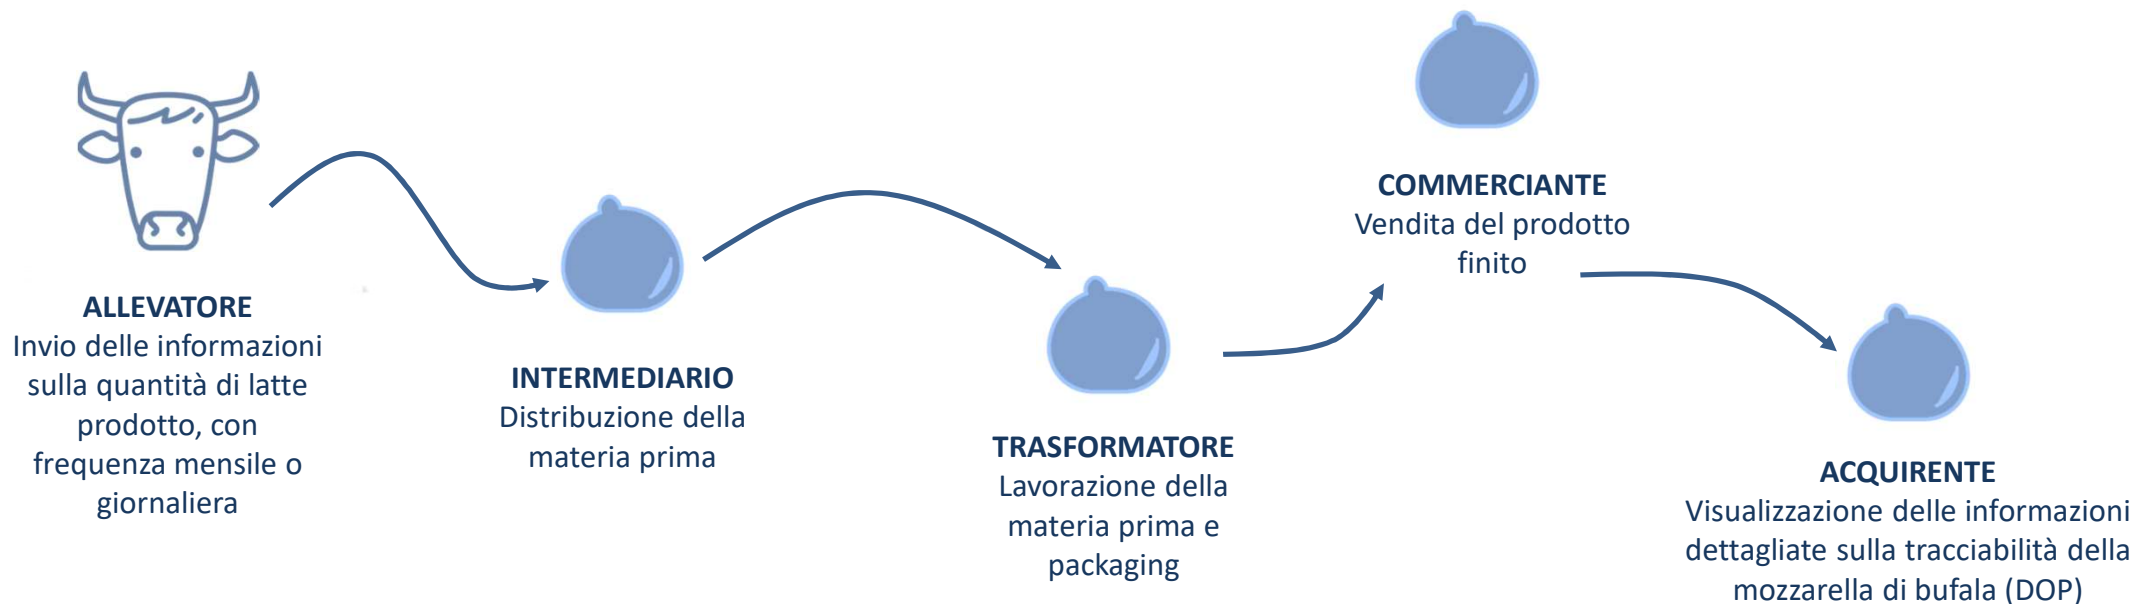 ALLEVATORE
Invio delle informazioni
sulla quantità di latte
prodotto, con
frequenza mensile o
giornaliera
INTERMEDIARIO
Distribuzione della
materia prima
TRASFORMATORE
Lavorazione della
materia prima e
packaging
COMMERCIANTE
Vendita del prodotto
finito
ACQUIRENTE
Visualizzazione delle informazioni
dettagliate sulla tracciabilità della
mozzarella di bufala (DOP)